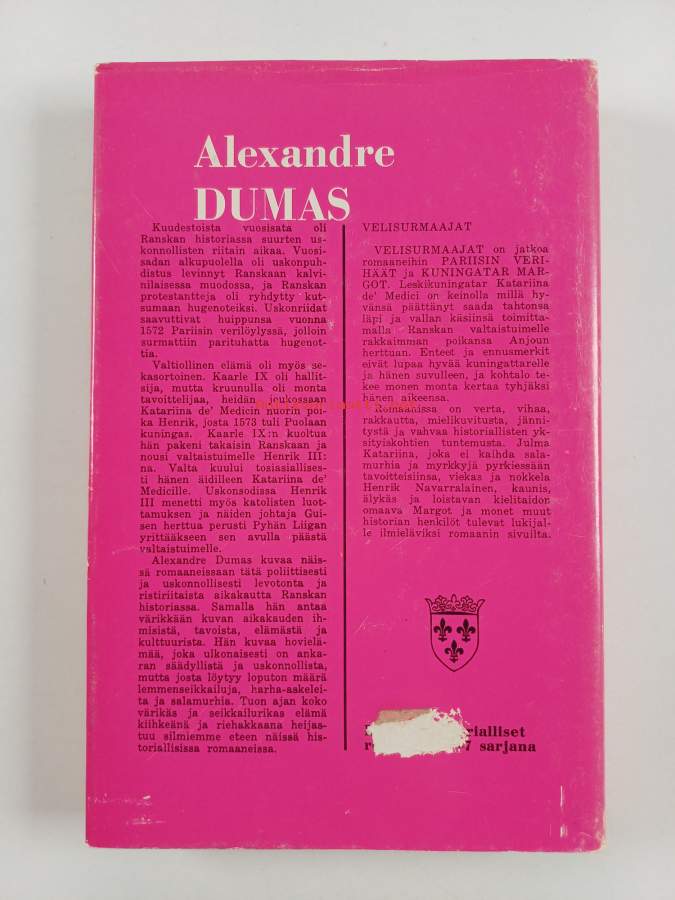 Alexandre
DUMAS
Kuudestoista vuosisata oli
Ranskan historiassa suurten us-
konnollisten riitain aikaa. Vuosi-
sadan alkupuolella oli uskonpuh-
distus levinnyt Ranskaan kalvi-
nilaisessa muodossa, ja Ranskan
protestantteja oli ryhdytty kut-
sumaan hugenoteiksi. Uskonriidat
saavuttivat huippunsa vuonna
1572 Pariisin verilöylyssä, jolloin
surmattiin parituhatta hugenot-
tia.
Valtiollinen elämä oli myös se-
kasortoinen. Kaarle IX oli hallit-
sija, mutta kruunulla oli monta
tavoittelijaa, heidän joukossaan
Katariina de' Medicin nuorin poi-
ka Henrik, josta 1573 tuli Puolaan
kuningas. Kaarle IX:n kuoltua
hän pakeni takaisin Ranskaan ja
nousi valtaistuimelle Henrik III:
na. Valta kuului tosiasiallises-
ti hänen äidilleen Katariina de'
Medicille. Uskonsodissa Henrik
III menetti myös katolisten luot-
tamuksen ja näiden johtaja Gui-
sen herttua perusti Pyhän Liigan
yrittääkseen sen avulla päästä
valtaistuimelle.
Alexandre Dumas kuvaa näis-
sä romaaneissaan tätä poliittisesti
ja uskonnollisesti levotonta ja
ristiriitaista aikakautta Ranskan
historiassa. Samalla hän antaa
värikkään kuvan aikakauden ih-
misistä, tavoista, elämästä ja
kulttuurista. Hän kuvaa hovielä-
mää, joka ulkonaisesti on anka-
ran säädyllistä ja uskonnollista,
mutta josta löytyy loputon määrä
lemmenseikkailuja, harha-askelei-
ta ja salamurhia. Tuon ajan koko
värikäs ja seikkailurikas elämä
kiihkeänä ja riehakkaana heijas-
tuu silmiemme eteen näissä his-
toriallisissa romaaneissa.
VELISURMAAJAT
VELISURMAAJAT on jatkoa
romaaneihin PARIISIN VERI-
HÄÄT ja KUNINGATAR MAR-
GOT. Leskikuningatar Katariina
de' Medici on keinolla millä hy-
vänsä päättänyt saada tahtonsa
läpi ja vallan käsiinsä toimitta-
malla Ranskan valtaistuimelle
rakkaimman poikansa Anjoun
herttuan. Enteet ja ennusmerkit
eivät lupaa hyvää kuningattarelle
ja hänen suvulleen, ja kohtalo te-
kee monen monta kertaa tyhjäksi
hänen aikeensa.
Romaanissa on verta, vihaa,
rakkautta, mielikuvitusta, jänni-
tystä ja vahvaa historiallisten yk-
sityiskohtien tuntemusta. Julma
Katariina, joka ei kaihda sala-
murhia ja myrkkyjä pyrkiessään
tavoitteisiinsa, viekas ja nokkela
Henrik Navarralainen, kaunis,
älykäs ja loistavan kielitaidon
omaava Margot ja monet muut
historian henkilöt tulevat lukijal-
le ilmieläviksi romaanin sivuilta.
rialliset
7 sarjana